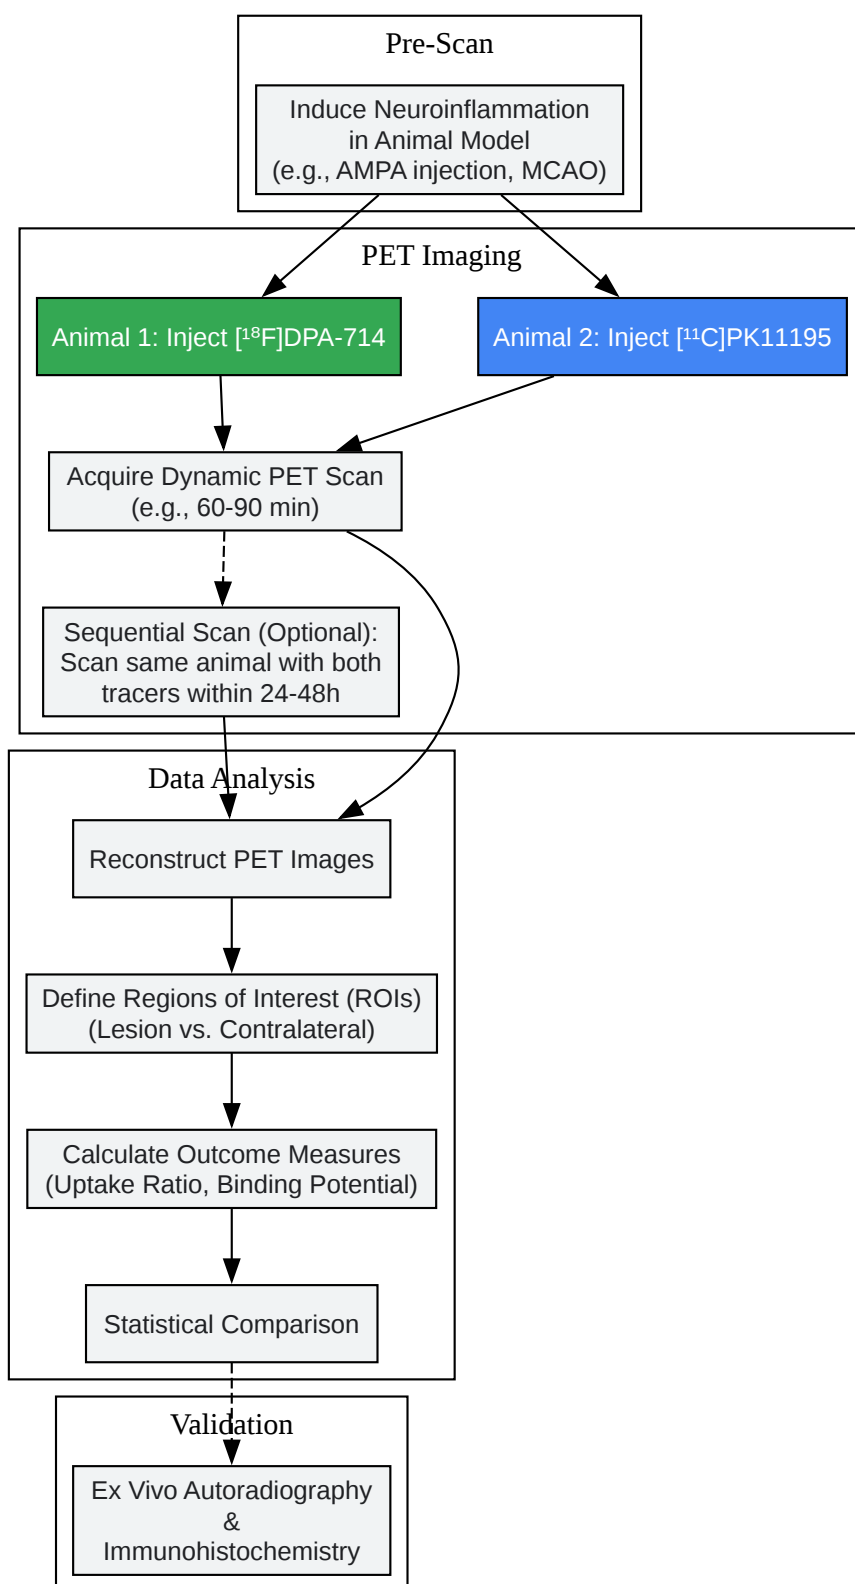 Pre-Scan
Induce Neuroinflammation
in Animal Model
(e.g., AMPA injection, MCAO)
PET Imaging
Animal 1: Inject [¹⁸F]DPA-714
Animal 2: Inject [¹¹C]PK11195
Acquire Dynamic PET Scan
(e.g., 60-90 min)
Sequential Scan (Optional):
Scan same animal with both
tracers within 24-48h
Data Analysis
Reconstruct PET Images
Define Regions of Interest (ROIs)
(Lesion vs. Contralateral)
Calculate Outcome Measures
(Uptake Ratio, Binding Potential)
Statistical Comparison
Validation
Ex Vivo Autoradiography
&
Immunohistochemistry